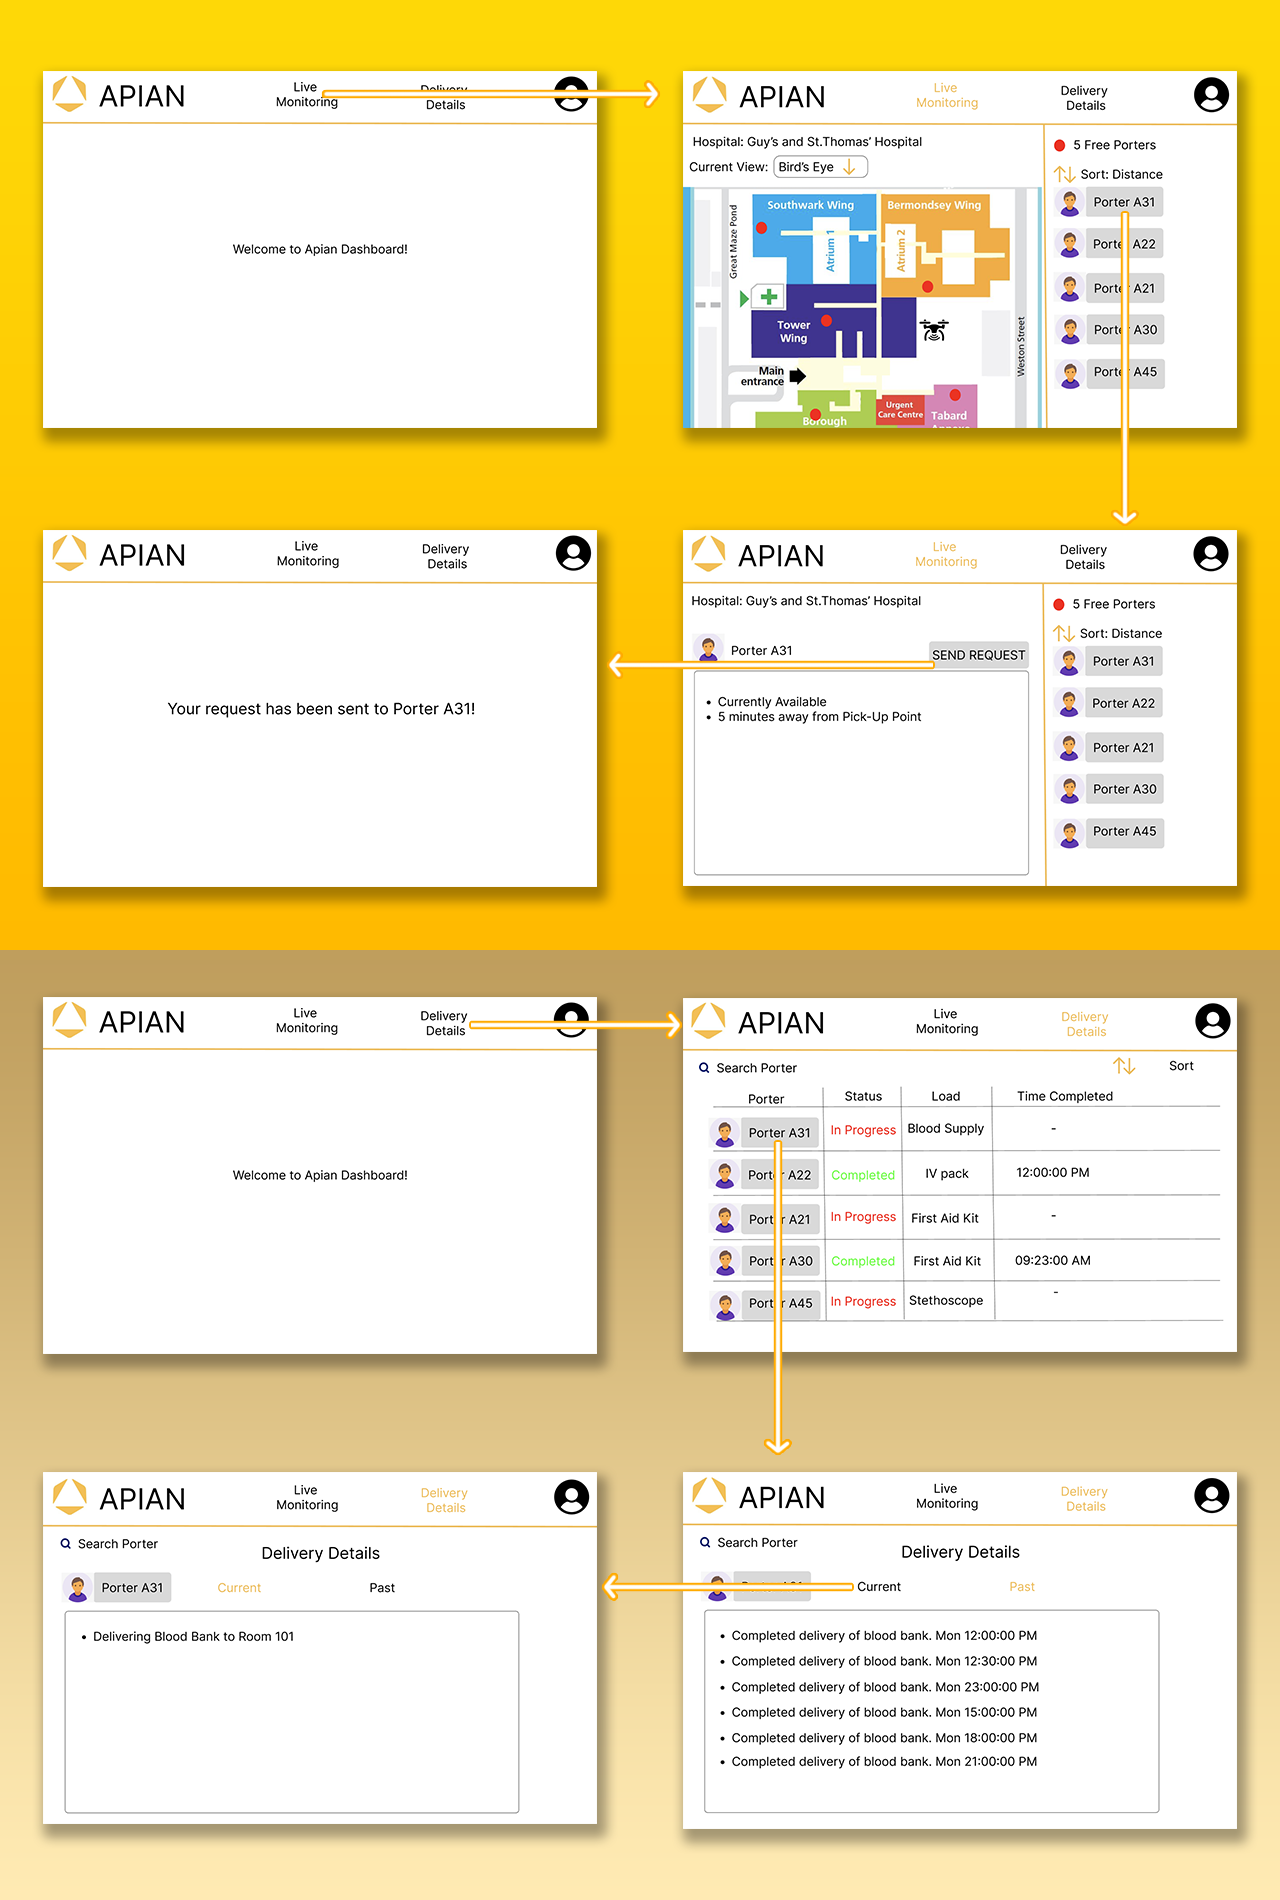 APIAN
Live
Monitoring
Delivery
Details
Welcome to Apian Dashboard!
APIAN
Live
Monitoring
Delivery
Details
Hospital: Guy's and St.Thomas' Hospital
Current View:
Bird's Eye
Great Maze Pond
Southwark Wing
Atrium 1
Bermondsey Wing
Atrium 2
Tower
Wing
Main
entrance
Weston Street
Borough
Urgent
Care Centre
Tabard
5 Free Porters
Sort: Distance
Porter A31
Porter A22
Porter A21
Porter A30
Porter A45
APIAN
Live
Monitoring
Delivery
Details
Your request has been sent to Porter A31!
APIAN
Live
Monitoring
Delivery
Details
Hospital: Guy's and St.Thomas' Hospital
Porter A31
SEND REQUEST
• Currently Available
• 5 minutes away from Pick-Up Point
5 Free Porters
Sort: Distance
Porter A31
Porter A22
Porter A21
Porter A30
Porter A45
APIAN
Live
Monitoring
Delivery
Details
Welcome to Apian Dashboard!
APIAN
Live
Monitoring
Delivery
Details
Search Porter
Sort
Porter Status Load Time Completed
Porter A31 In Progress Blood Supply -
Porter A22 Completed IV pack 12:00:00 PM
Porter A21 In Progress First Aid Kit -
Porter A30 Completed First Aid Kit 09:23:00 AM
Porter A45 In Progress Stethoscope -
APIAN
Live
Monitoring
Delivery
Details
Search Porter
Delivery Details
Porter A31
Current
Past
• Delivering Blood Bank to Room 101
APIAN
Live
Monitoring
Delivery
Details
Search Porter
Delivery Details
Current
Past
• Completed delivery of blood bank. Mon 12:00:00 PM
• Completed delivery of blood bank. Mon 12:30:00 PM
• Completed delivery of blood bank. Mon 23:00:00 PM
• Completed delivery of blood bank. Mon 15:00:00 PM
• Completed delivery of blood bank. Mon 18:00:00 PM
• Completed delivery of blood bank. Mon 21:00:00 PM